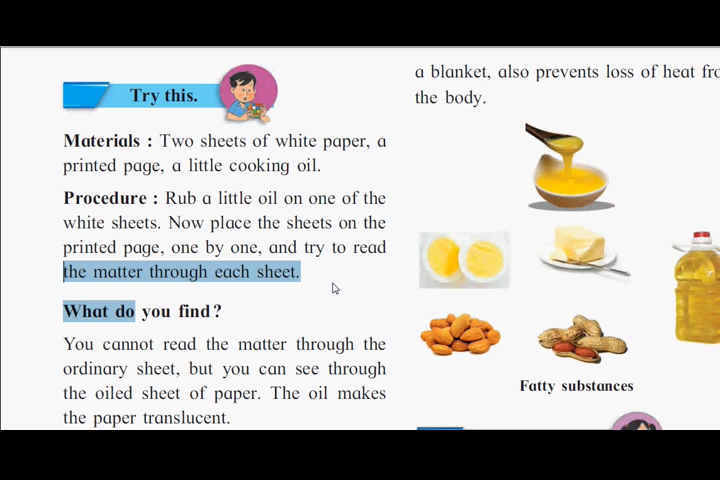 Try this.
Materials : Two sheets of white paper, a
printed page, a little cooking oil.
Procedure : Rub a little oil on one of the
white sheets. Now place the sheets on the
printed page, one by one, and try to read
the matter through each sheet.
What do you find?
You cannot read the matter through the
ordinary sheet, but you can see through
the oiled sheet of paper. The oil makes
the paper translucent.
a blanket, also prevents loss of heat
the body.
Fatty substances